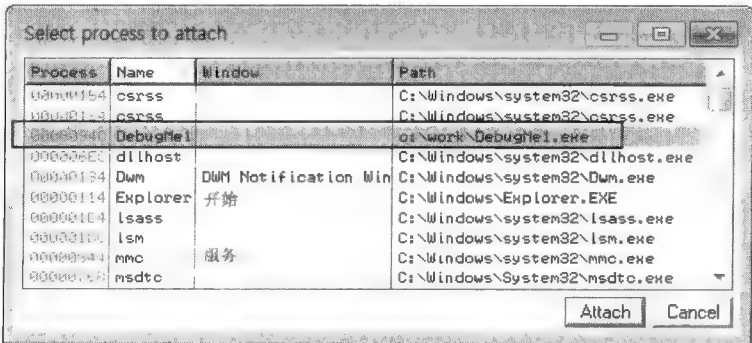 Select process to attach
Process Name Window Path
csrss C:\Windows\system32\csrss.exe
csrss C:\Windows\system32\csrss.exe
DebugMe1 work\DebugMe1.exe
dllhost C:\Windows\system32\dllhost.exe
Dwm DWM Notification Win C:\Windows\system32\Dwm.exe
00000114 Explorer 开始 C:\Windows\Explorer.EXE
lsass C:\Windows\system32\lsass.exe
lsm C:\Windows\system32\lsm.exe
mmc 服务 C:\Windows\system32\mmc.exe
msdtc C:\Windows\System32\msdtc.exe
Attach Cancel